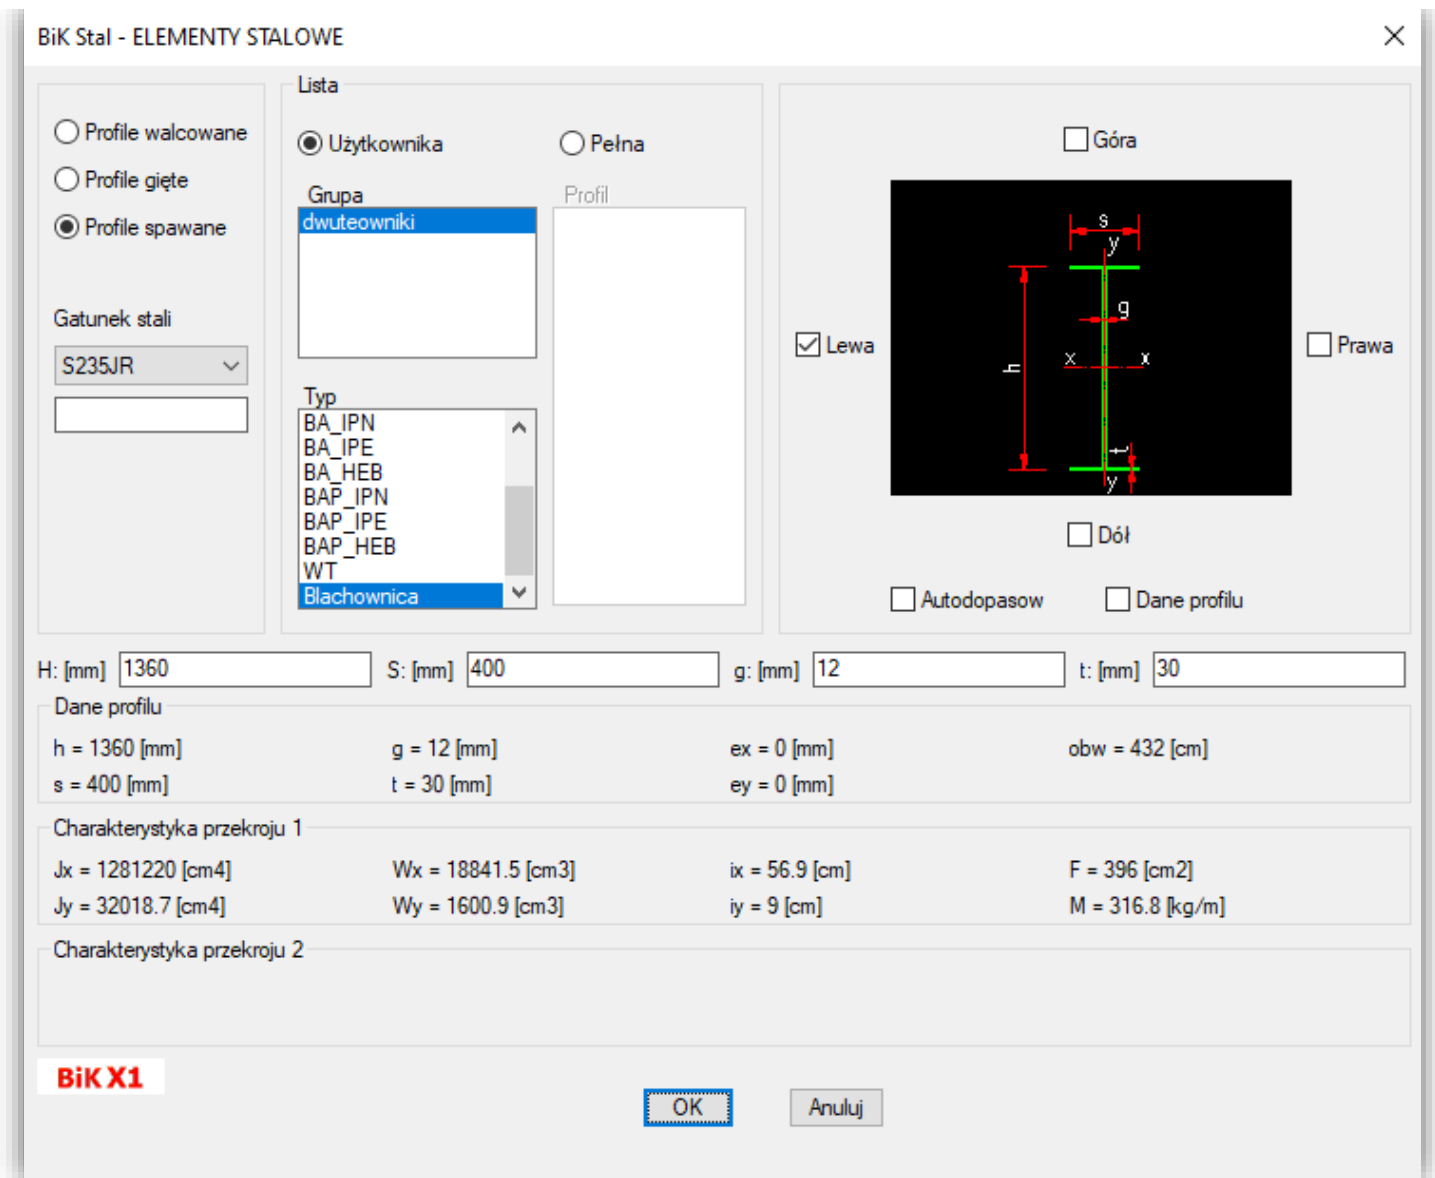 BiK Stal - ELEMENTY STALOWE
Profile walcowane
Profile gięte
Profile spawane
Gatunek stali
S235JR
Lista
Użytkownika
Pełna
Grupa
dwuteowniki
Profil
Typ
BA_IPN
BA_IPE
BA_HEB
BAP_IPN
BAP_IPE
BAP_HEB
WT
Blachownica
Góra
s
y
g
h
x
x
t
y
Lewa
Prawa
Dół
Autodopasow
Dane profilu
H: [mm] 1360
S: [mm] 400
g: [mm] 12
t: [mm] 30
Dane profilu
h = 1360 [mm] g = 12 [mm] ex = 0 [mm] obw = 432 [cm]
s = 400 [mm] t = 30 [mm] ey = 0 [mm]
Charakterystyka przekroju 1
Jx = 1281220 [cm4] Wx = 18841.5 [cm3] ix = 56.9 [cm] F = 396 [cm2]
Jy = 32018.7 [cm4] Wy = 1600.9 [cm3] iy = 9 [cm] M = 316.8 [kg/m]
Charakterystyka przekroju 2
BiK X1
OK
Anuluj